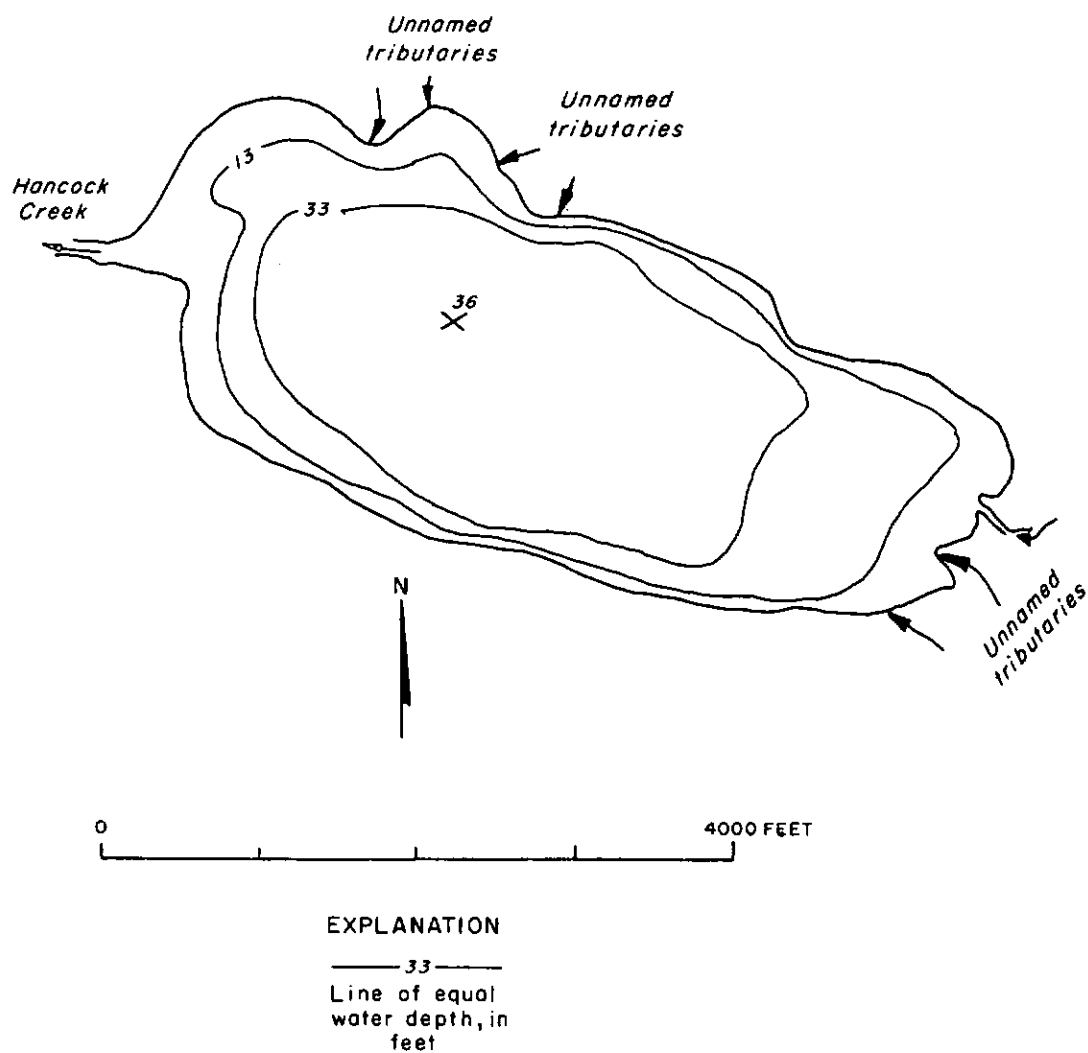 Unnamed
tributaries
Unnamed
tributaries
Hancock
Creek
13
33
36
N
Unnamed
tributaries
0
4000 FEET
EXPLANATION
33
Line of equal
water depth, in
feet